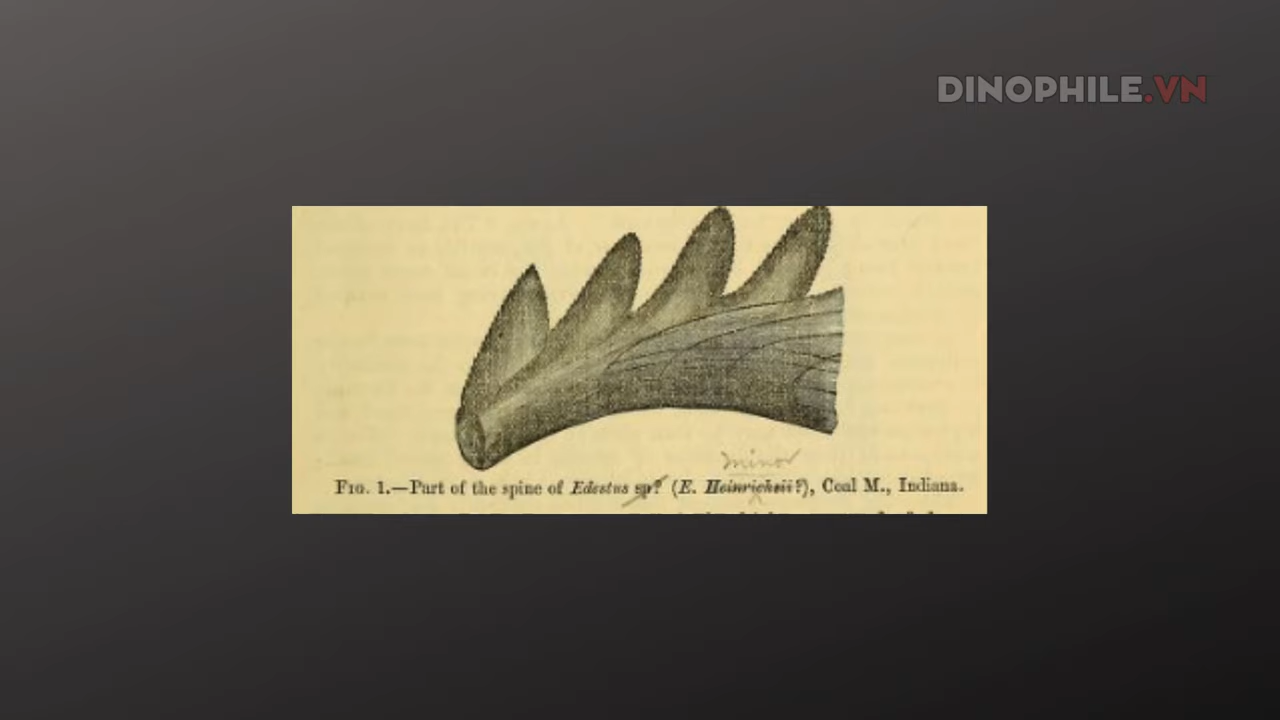 DINOPHILE.VN
minor
FIG. 1.—Part of the spine of Edestus sp? (E. Heinrichsii?), Coal M., Indiana.